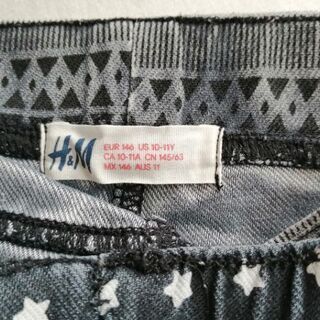 H&M
EUR 146 US 10-11Y
CA 10-11A CN 145/63
MX 146 AUS 11